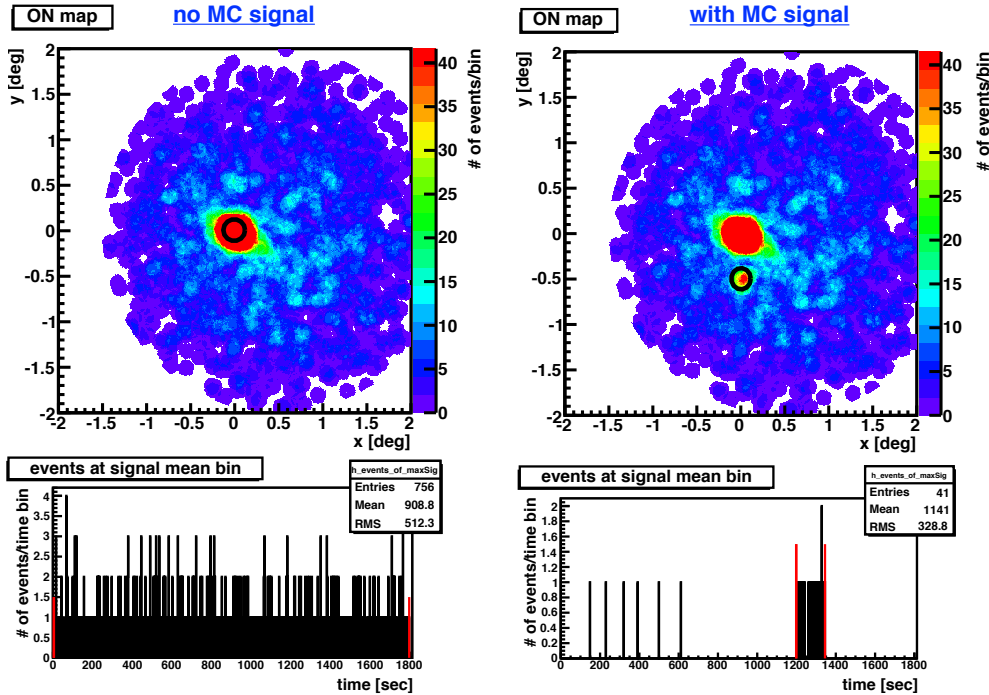 ON map
no MC signal
y [deg]
2
1.5
1
0.5
0
-0.5
-1
-1.5
-2
-2 -1.5 -1 -0.5 0 0.5 1 1.5 2
x [deg]
40
35
30
25
20
15
10
5
0
# of events/bin
ON map
with MC signal
y [deg]
2
1.5
1
0.5
0
-0.5
-1
-1.5
-2
-2 -1.5 -1 -0.5 0 0.5 1 1.5 2
x [deg]
40
35
30
25
20
15
10
5
0
# of events/bin
events at signal mean bin
h_events_of_maxSig
Entries 756
Mean 908.8
RMS 512.3
# of events/time bin
4
3.5
3
2.5
2
1.5
1
0.5
0
0 200 400 600 800 1000 1200 1400 1600 1800
time [sec]
events at signal mean bin
h_events_of_maxSig
Entries 41
Mean 1141
RMS 328.8
# of events/time bin
2
1.8
1.6
1.4
1.2
1
0.8
0.6
0.4
0.2
0
0 200 400 600 800 1000 1200 1400 1600 1800
time [sec]